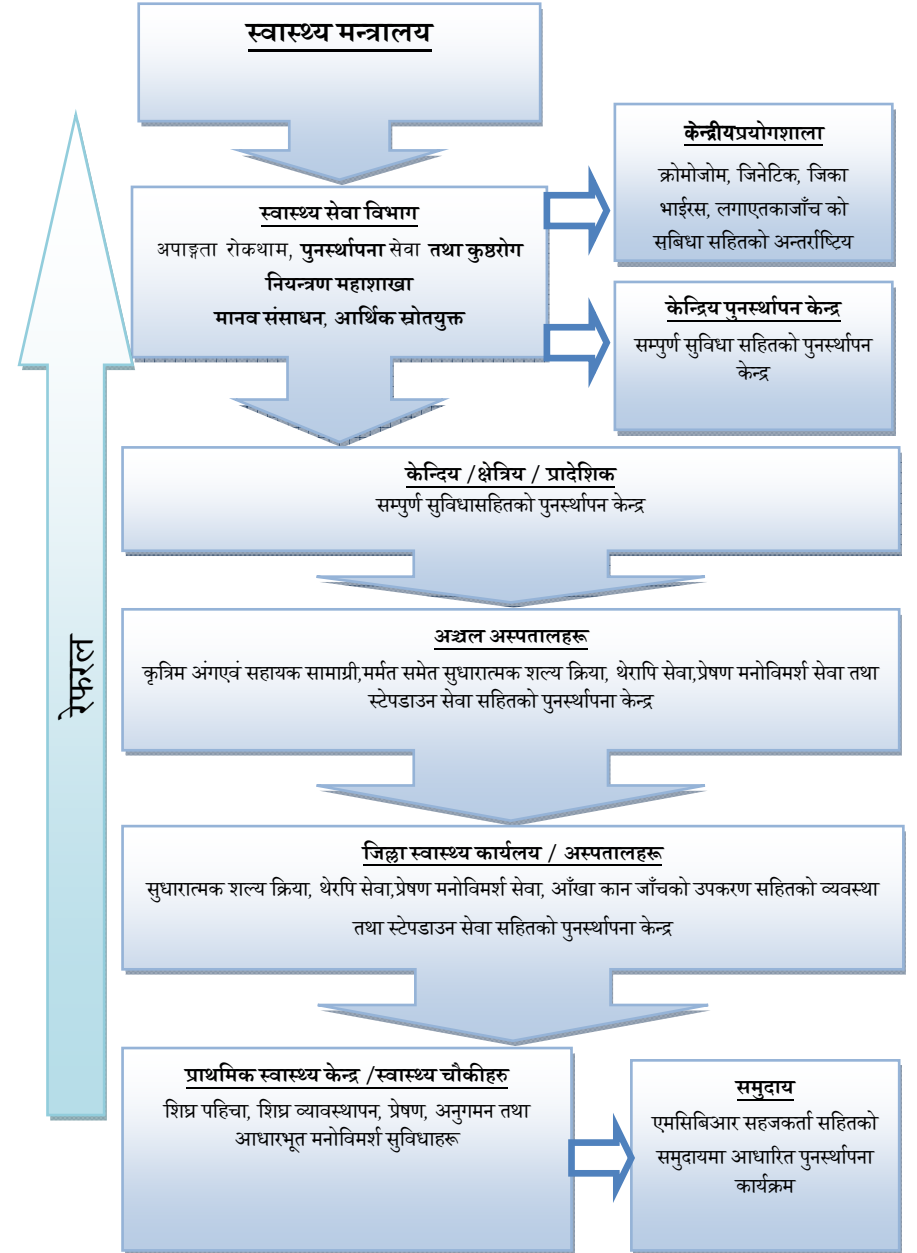 स्वास्थ्य मन्त्रालय
केन्द्रीयप्रयोगशाला
क्रोमोजोम, जिनेटिक, जिका
भाईरस, लगाएतकाजाँच को
सबिधा सहितको अन्तर्राष्टिय
स्वास्थ्य सेवा विभाग
अपाङ्गता रोकथाम, पुनर्स्थापना सेवा तथा कुष्ठरोग
नियन्त्रण महाशाखा
मानव संसाधन, आर्थिक स्रोतयुक्त
केन्द्रिय पुनर्स्थापन केन्द्र
सम्पुर्ण सुविधा सहितको पुनर्स्थापन
केन्द्र
केन्दिय /क्षेत्रिय / प्रादेशिक
सम्पुर्ण सुविधासहितको पुनर्स्थापन केन्द्र
अञ्चल अस्पतालहरू
कृत्रिम अंगएवं सहायक सामाग्री,मर्मत समेत सुधारात्मक शल्य क्रिया, थेरापि सेवा,प्रेषण मनोविमर्श सेवा तथा
स्टेपडाउन सेवा सहितको पुनर्स्थापना केन्द्र
रेफरल
जिल्ला स्वास्थ्य कार्यलय / अस्पतालहरू
सुधारात्मक शल्य क्रिया, थेरपि सेवा,प्रेषण मनोविमर्श सेवा, आँखा कान जाँचको उपकरण सहितको व्यवस्था
तथा स्टेपडाउन सेवा सहितको पुनर्स्थापना केन्द्र
प्राथमिक स्वास्थ्य केन्द्र /स्वास्थ्य चौकीहरु
शिघ्र पहिचा, शिघ्र व्यावस्थापन, प्रेषण, अनुगमन तथा
आधारभूत मनोविमर्श सुविधाहरू
समुदाय
एमसिबिआर सहजकर्ता सहितको
समुदायमा आधारित पुनर्स्थापना
कार्यक्रम